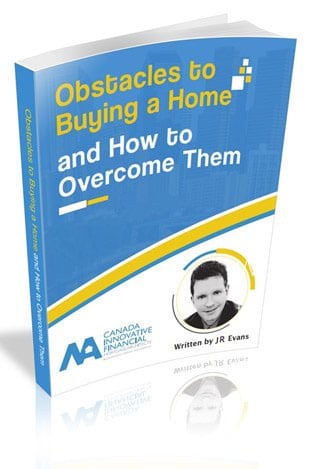 Obstacles to
Buying a Home
and How to
Overcome Them
CANADA
INNOVATIVE
FINANCIAL
Written by JR Evans
Obstacles to Buying a Home and How to Overcome Them